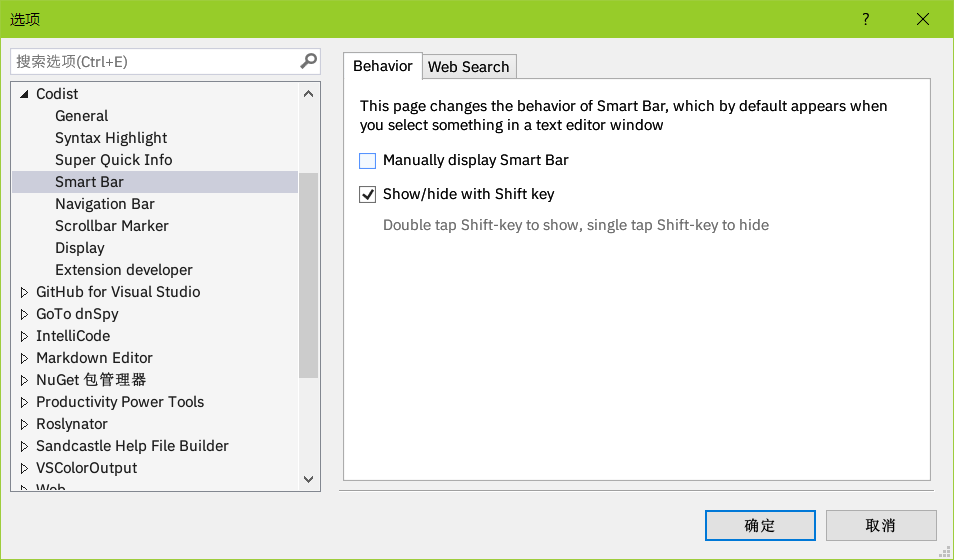 选项
?
搜索选项(Ctrl+E)
Codist
General
Syntax Highlight
Super Quick Info
Smart Bar
Navigation Bar
Scrollbar Marker
Display
Extension developer
GitHub for Visual Studio
GoTo dnSpy
IntelliCode
Markdown Editor
NuGet 包管理器
Productivity Power Tools
Roslynator
Sandcastle Help File Builder
VSColorOutput
Web
Behavior
Web Search
This page changes the behavior of Smart Bar, which by default appears when
you select something in a text editor window
Manually display Smart Bar
Show/hide with Shift key
Double tap Shift-key to show, single tap Shift-key to hide
确定
取消